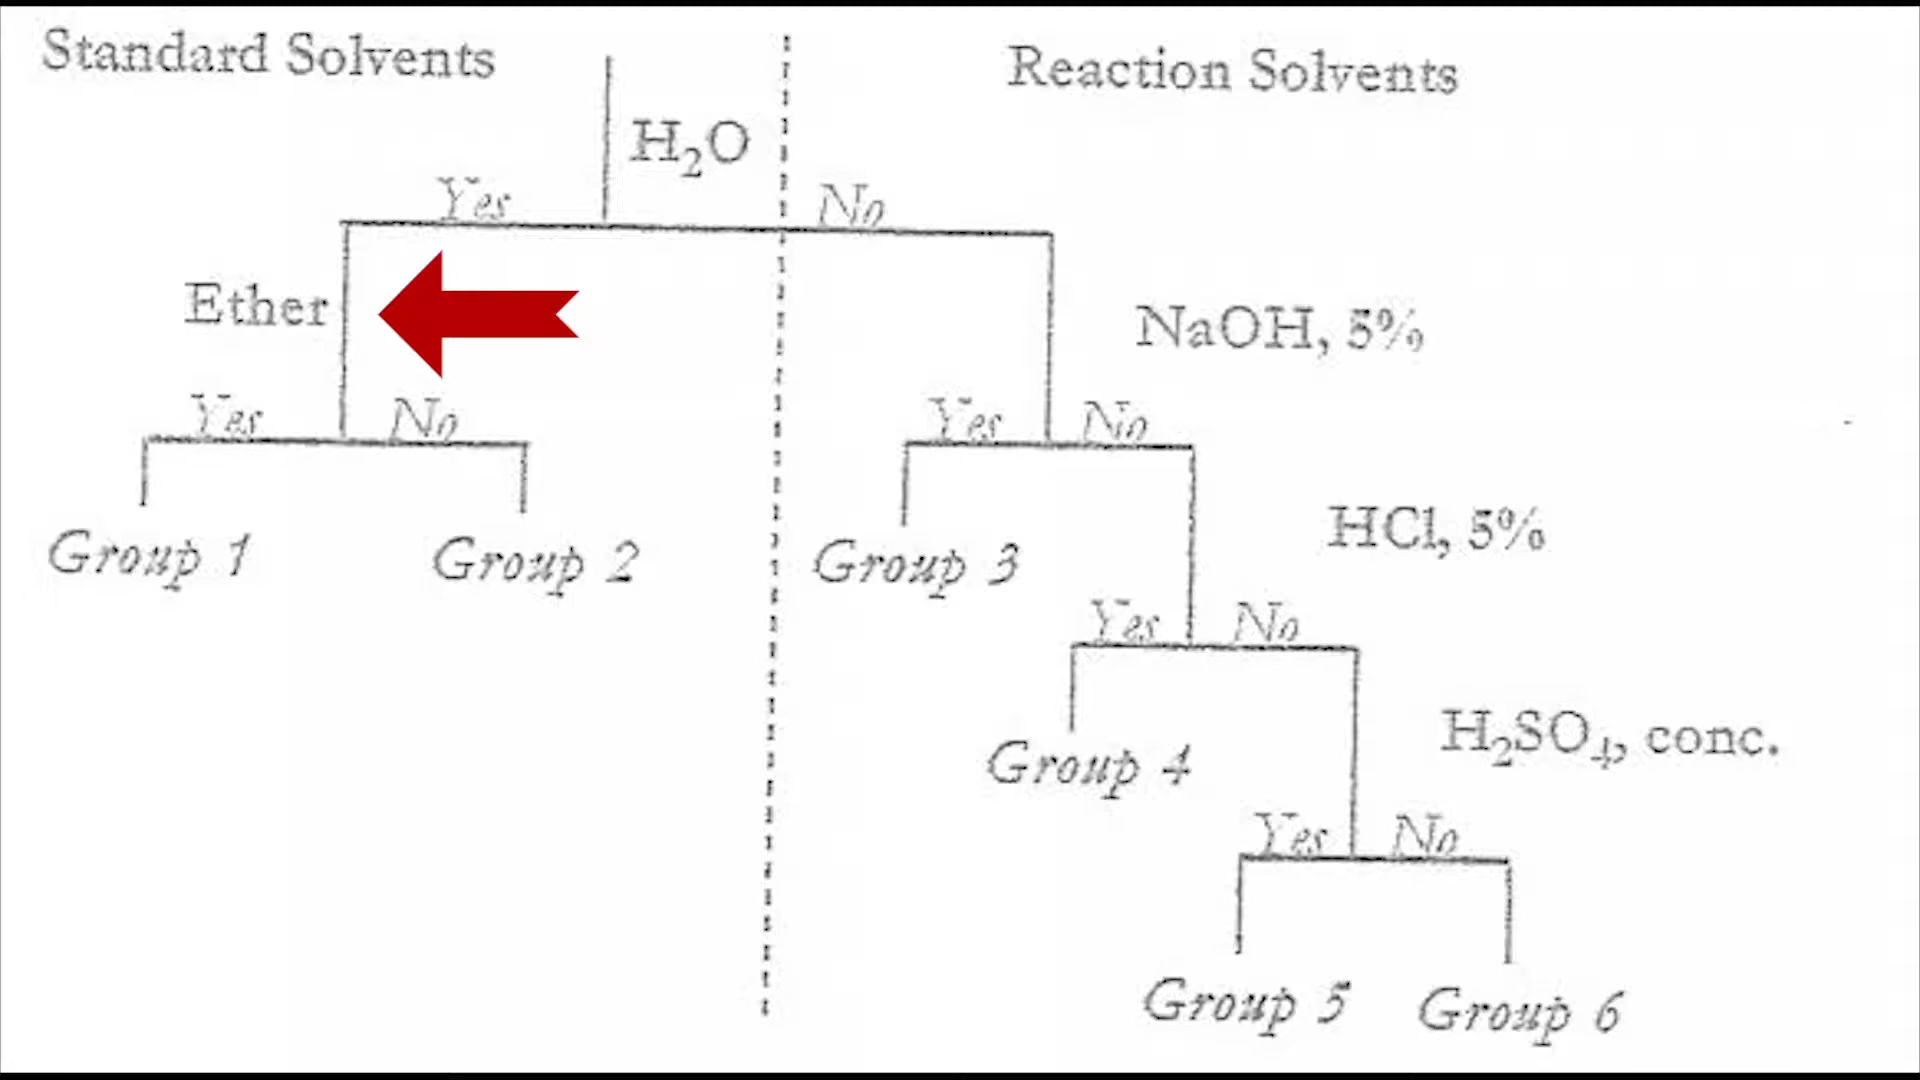 Standard Solvents
Reaction Solvents
H₂O
Yes
No
Ether
NaOH, 5%
Yes
No
Yes
No
Group 1
Group 2
Group 3
HCl, 5%
Yes
No
Group 4
H₂SO₄, conc.
Yes
No
Group 5
Group 6